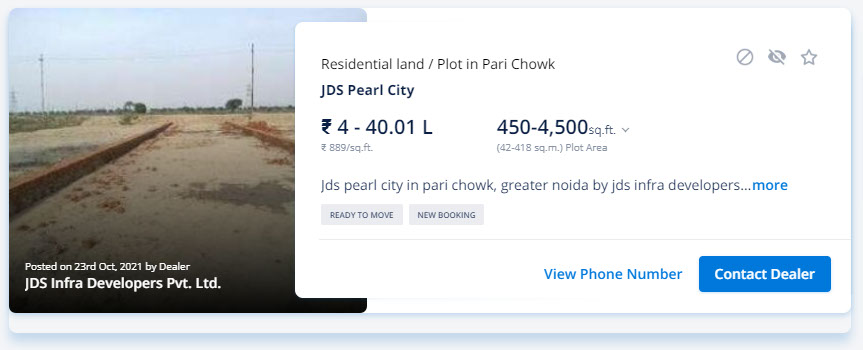 Residential land / Plot in Pari Chowk
JDS Pearl City
₹ 4 - 40.01 L
₹ 889/sq.ft.
450-4,500sq.ft.
(42-418 sq.m.) Plot Area
Jds pearl city in pari chowk, greater noida by jds infra developers...more
READY TO MOVE
NEW BOOKING
Posted on 23rd Oct, 2021 by Dealer
JDS Infra Developers Pvt. Ltd.
View Phone Number
Contact Dealer